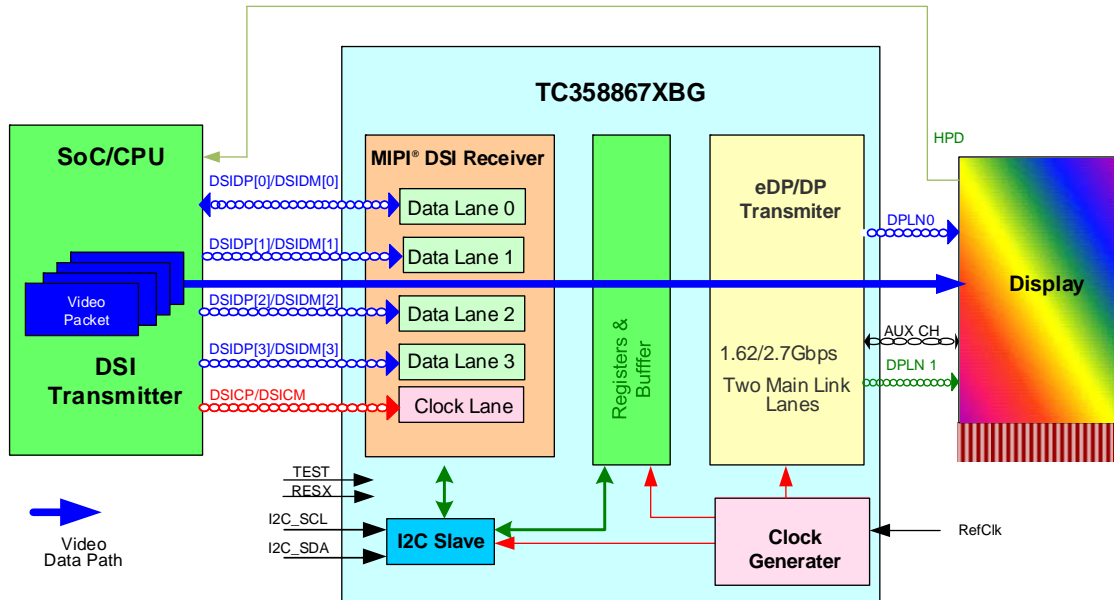 TC358867XBG
SoC/CPU
MIPI® DSI Receiver
HPD
DSIDP[0]/DSIDM[0]
Data Lane 0
eDP/DP
Transmiter
DPLN0
DSIDP[1]/DSIDM[1]
Data Lane 1
Video
Packet
Display
DSIDP[2]/DSIDM[2]
Data Lane 2
Registers &
Bufffer
AUX CH
DSIDP[3]/DSIDM[3]
Data Lane 3
1.62/2.7Gbps
DPLN 1
DSI
Transmitter
Two Main Link
Lanes
DSICP/DSICM
Clock Lane
TEST
RESX
I2C_SCL
I2C_SDA
I2C Slave
Clock
Generater
RefClk
Video
Data Path